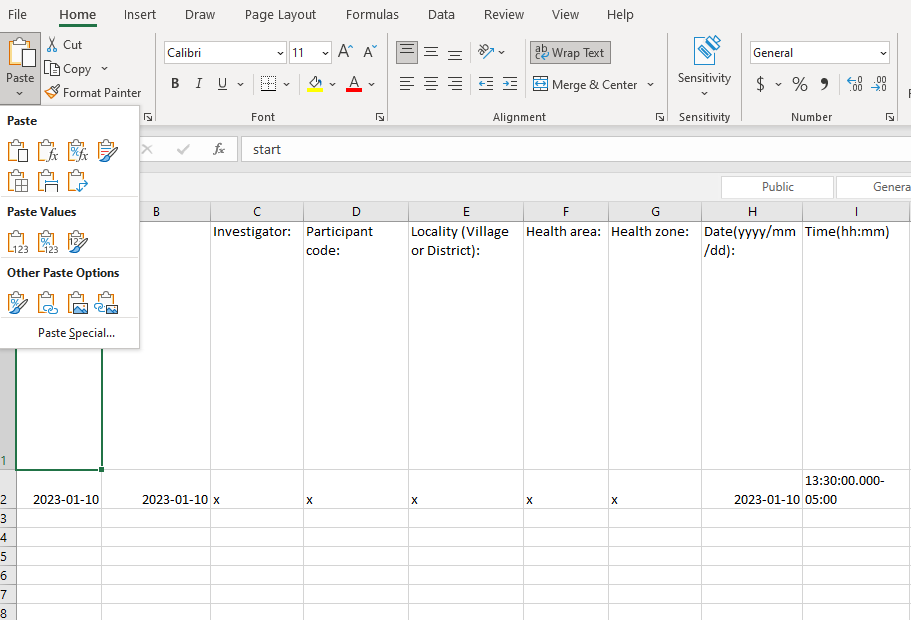 File Home Insert Draw Page Layout Formulas Data Review View Help
Paste
Cut
Copy
Format Painter
Calibri 11
B I U
Font
ab Wrap Text
Merge & Center
Alignment
Sensitivity
Sensitivity
General
$ % ,
Number
fx start
Public Genera
Paste
Paste Values
Other Paste Options
Paste Special...
B C D E F G H I
1 Investigator: Participant Locality (Village Health area: Health zone: Date(yyyy/mm Time(hh:mm)
code: or District): /dd):
13:30:00.000-
2 2023-01-10 2023-01-10 x x x x x 2023-01-10 05:00
3
4
5
6
7
8